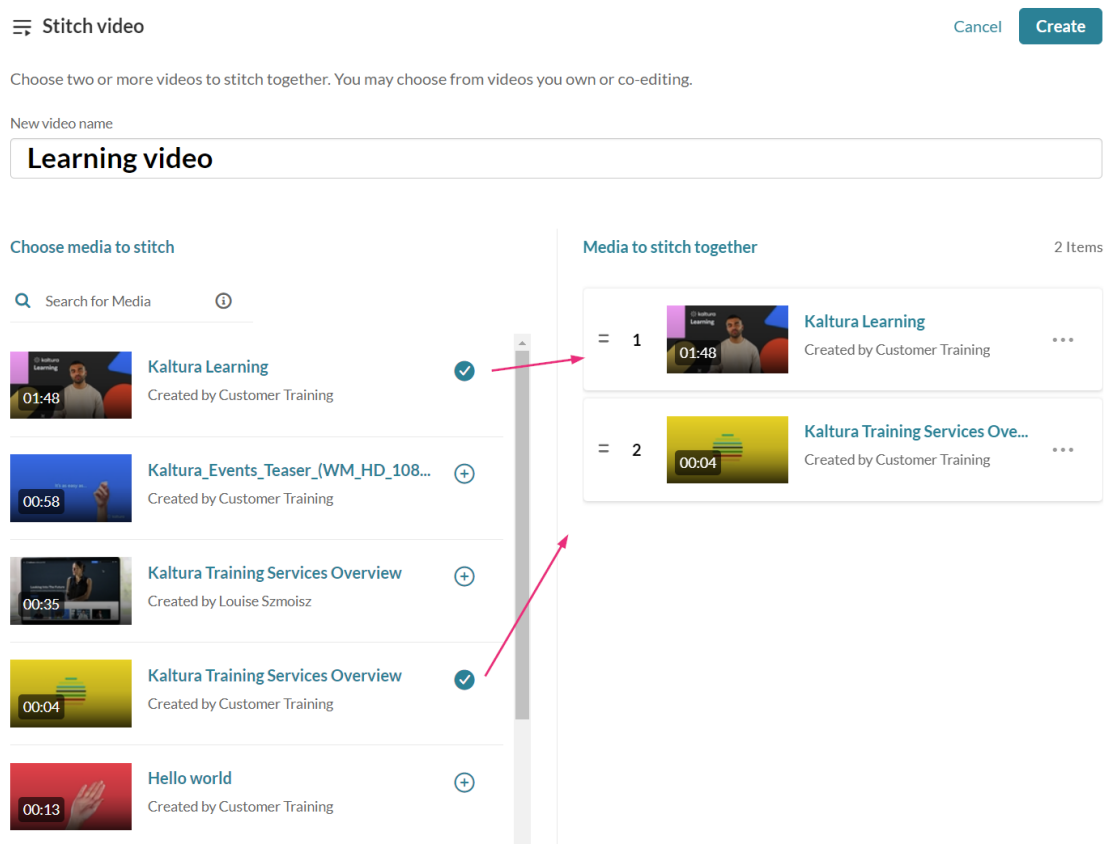 Stitch video
Cancel
Create
Choose two or more videos to stitch together. You may choose from videos you own or co-editing.
New video name
Learning video
Choose media to stitch
Search for Media
kaltura
Learning
01:48
Kaltura Learning
Created by Customer Training
00:58
Kaltura_Events_Teaser_(WM_HD_108...
Created by Customer Training
00:35
Kaltura Training Services Overview
Created by Louise Szmoisz
00:04
Kaltura Training Services Overview
Created by Customer Training
00:13
Hello world
Created by Customer Training
Media to stitch together
2 Items
1
kaltura
Learning
01:48
Kaltura Learning
Created by Customer Training
2
00:04
Kaltura Training Services Ove...
Created by Customer Training